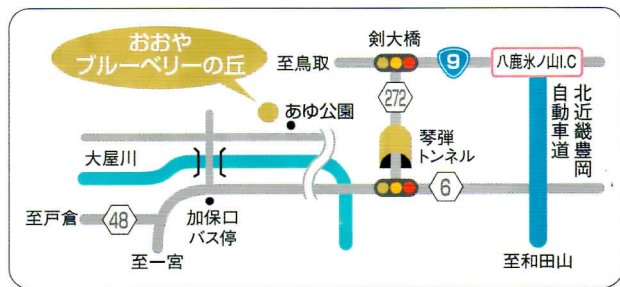 おおや
ブルーベリーの丘
至鳥取
剣大橋
9
八鹿氷ノ山I.C
272
あゆ公園
北近畿豊岡
自動車道
大屋川
琴弾
トンネル
6
至戸倉
48
加保口
バス停
至一宮
至和田山